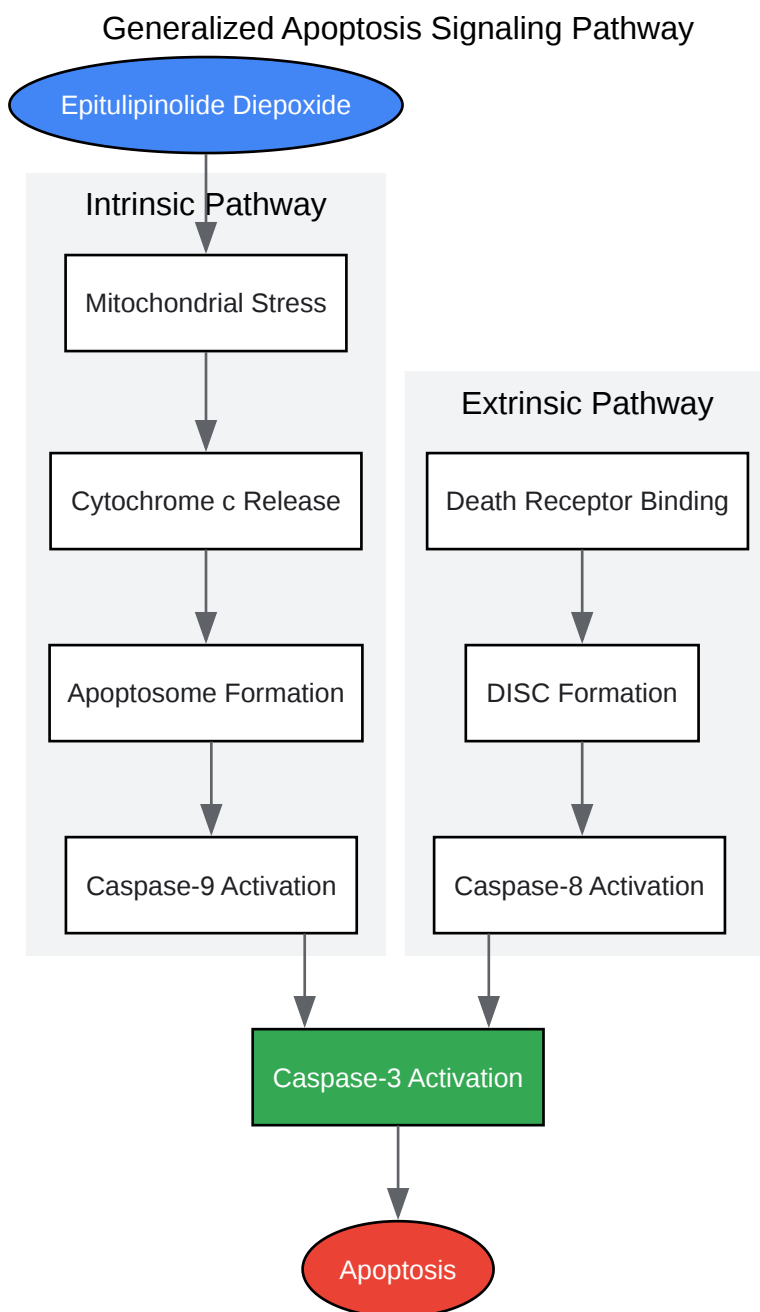 Generalized Apoptosis Signaling Pathway
Epitulipinolide Diepoxide
Intrinsic Pathway
Mitochondrial Stress
Cytochrome c Release
Apoptosome Formation
Caspase-9 Activation
Extrinsic Pathway
Death Receptor Binding
DISC Formation
Caspase-8 Activation
Caspase-3 Activation
Apoptosis